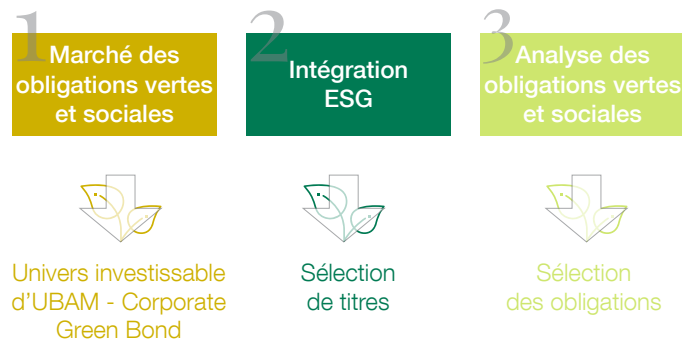 1
Marché des
obligations vertes
et sociales
Univers investissable
d’UBAM - Corporate
Green Bond
2
Intégration
ESG
Sélection
de titres
3
Analyse des
obligations vertes
et sociales
Sélection
des obligations